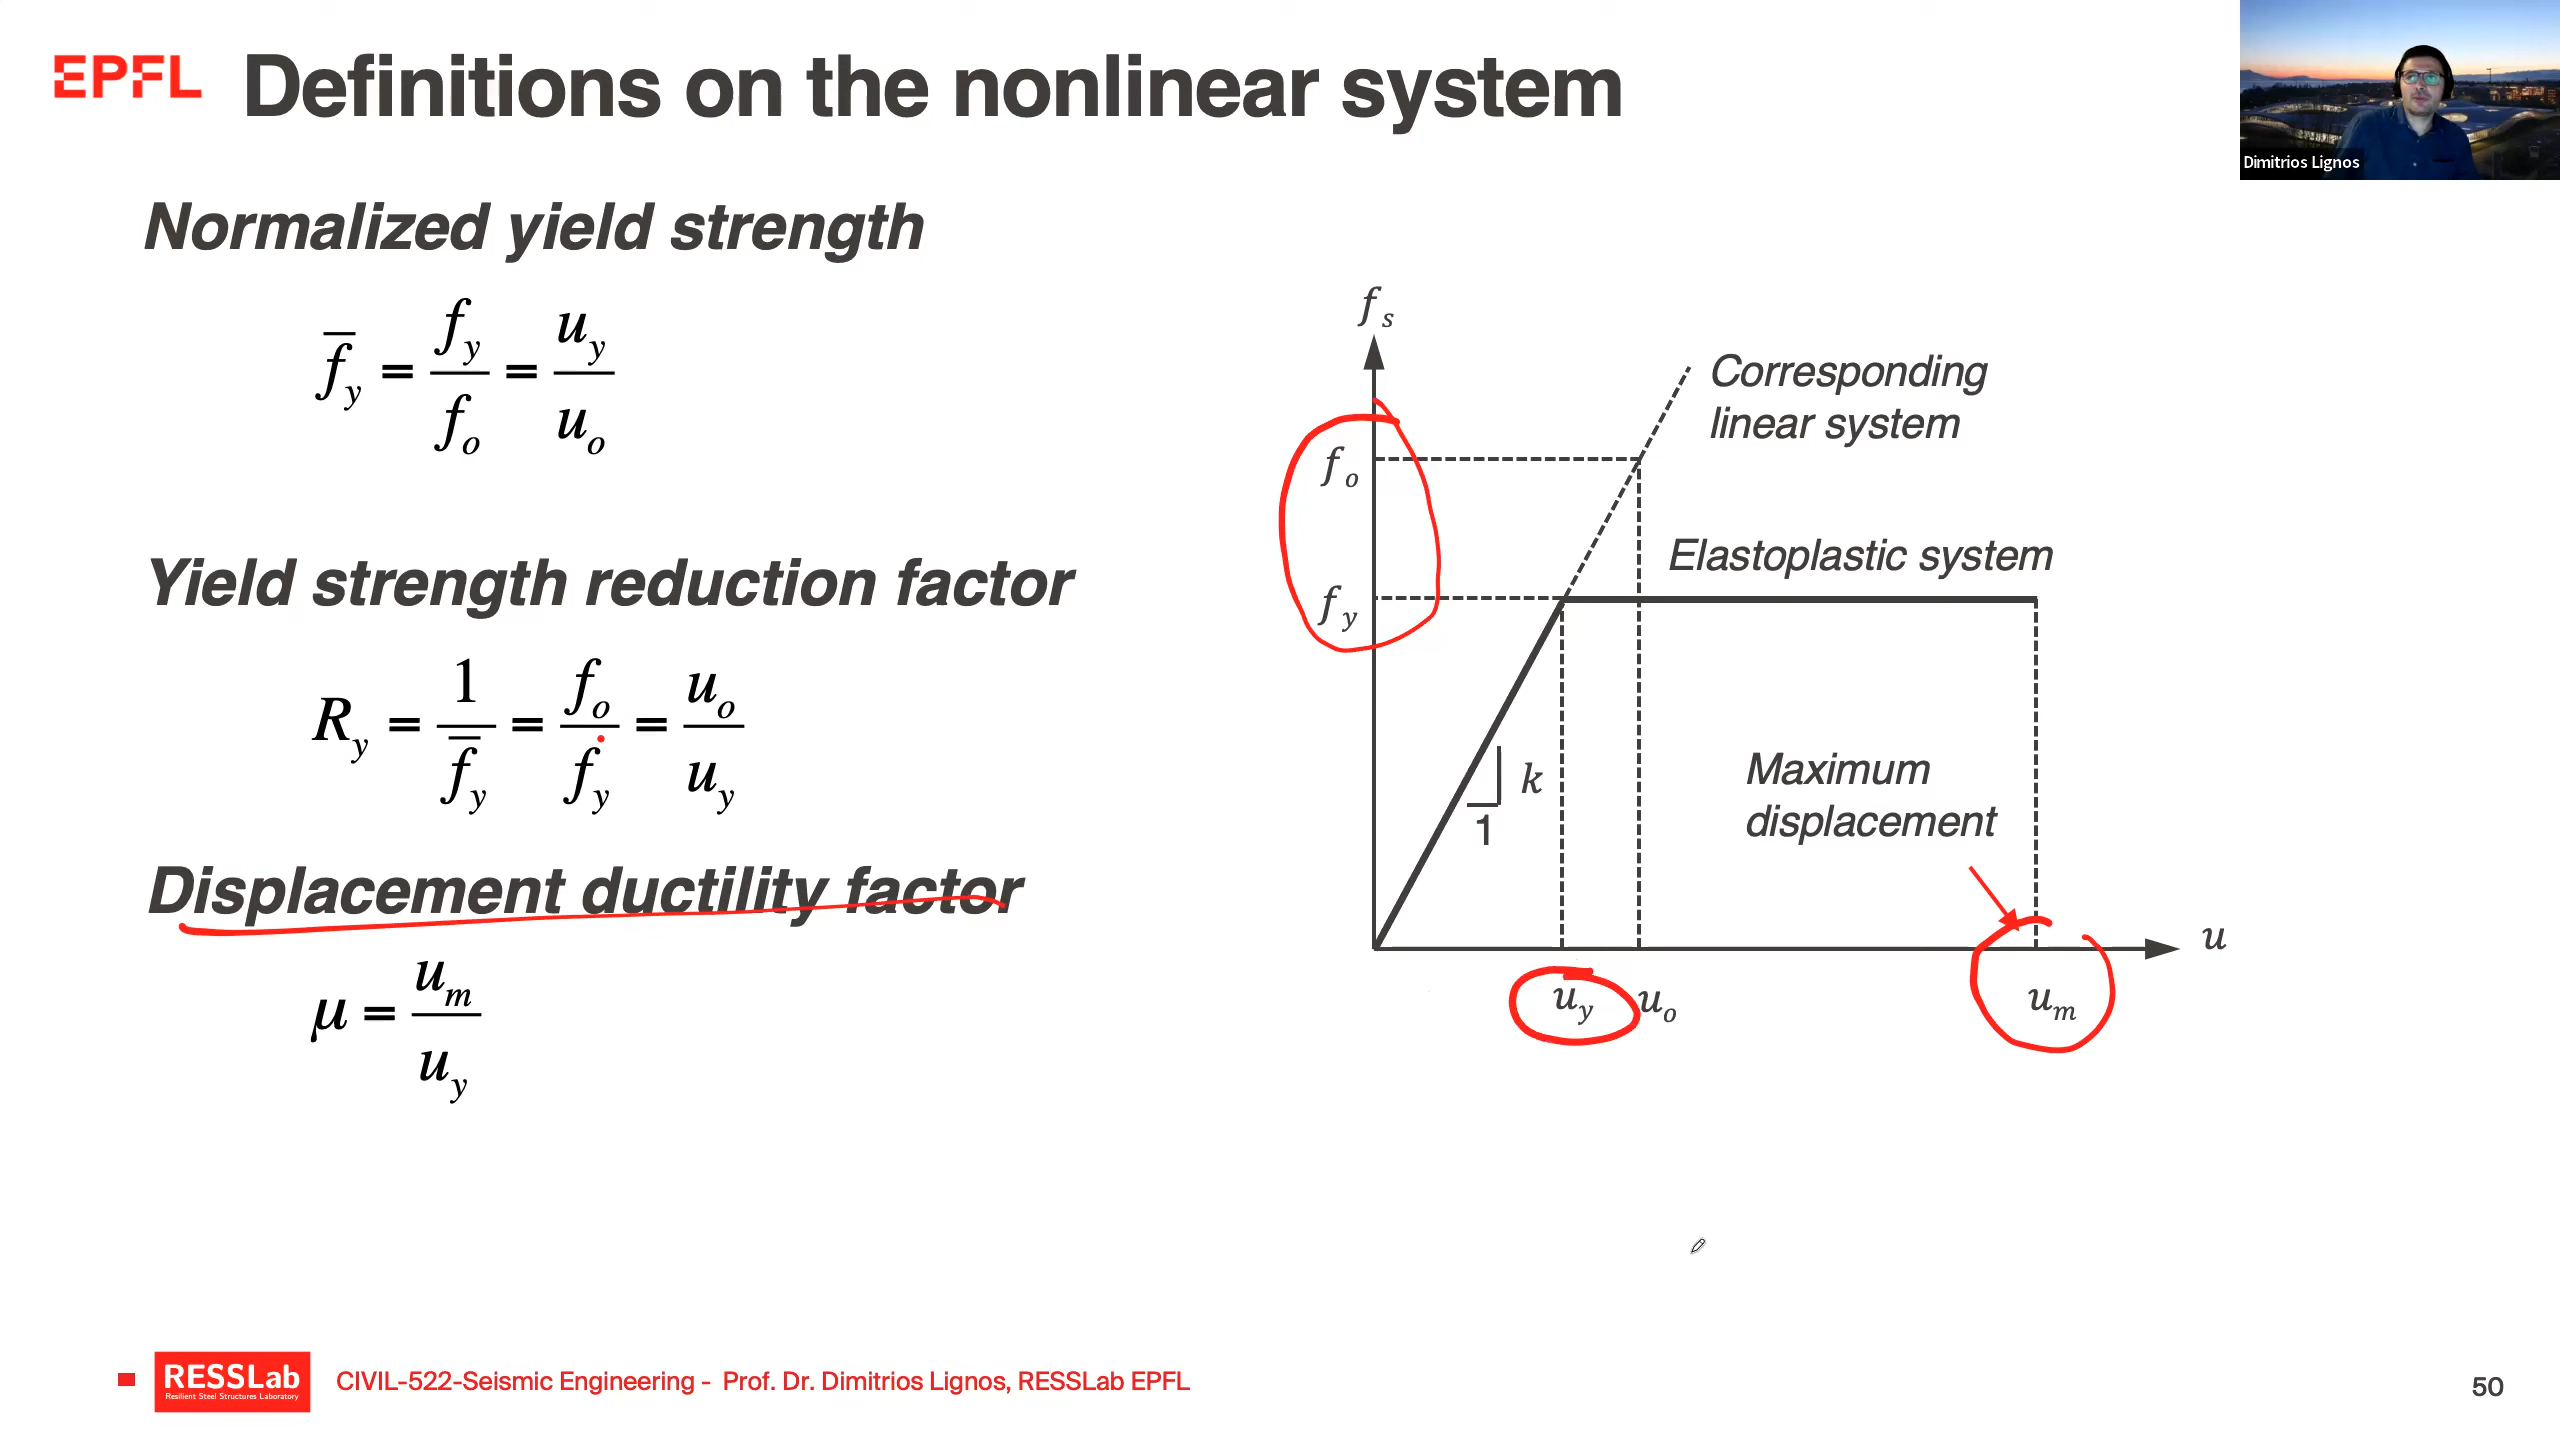 EPFL Definitions on the nonlinear system
Dimitrios Lignos
Normalized yield strength
f̅_y = f_y / f_o = u_y / u_o
Yield strength reduction factor
R_y = 1 / f̅_y = f_o / f_y = u_o / u_y
Displacement ductility factor
μ = u_m / u_y
f_s
Corresponding
linear system
f_o
Elastoplastic system
f_y
k
1
Maximum
displacement
u
u_y u_o u_m
RESSLab
Resilient Steel Structures Laboratory
CIVIL-522-Seismic Engineering - Prof. Dr. Dimitrios Lignos, RESSLab EPFL
50